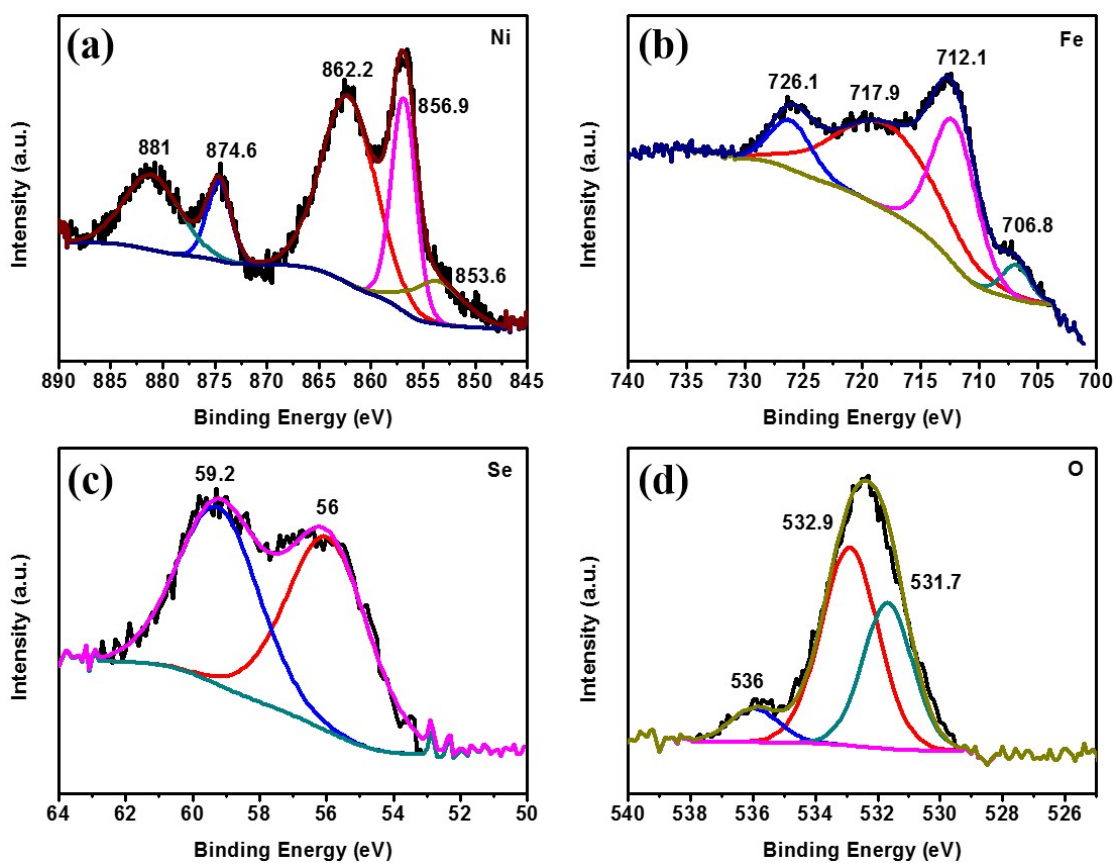 (a)
Ni
881
874.6
862.2
856.9
853.6
Intensity (a.u.)
890 885 880 875 870 865 860 855 850 845
Binding Energy (eV)
(b)
Fe
726.1
717.9
712.1
706.8
Intensity (a.u.)
740 735 730 725 720 715 710 705 700
Binding Energy (eV)
(c)
Se
59.2
56
Intensity (a.u.)
64 62 60 58 56 54 52 50
Binding Energy (eV)
(d)
O
532.9
531.7
536
Intensity (a.u.)
540 538 536 534 532 530 528 526
Binding Energy (eV)